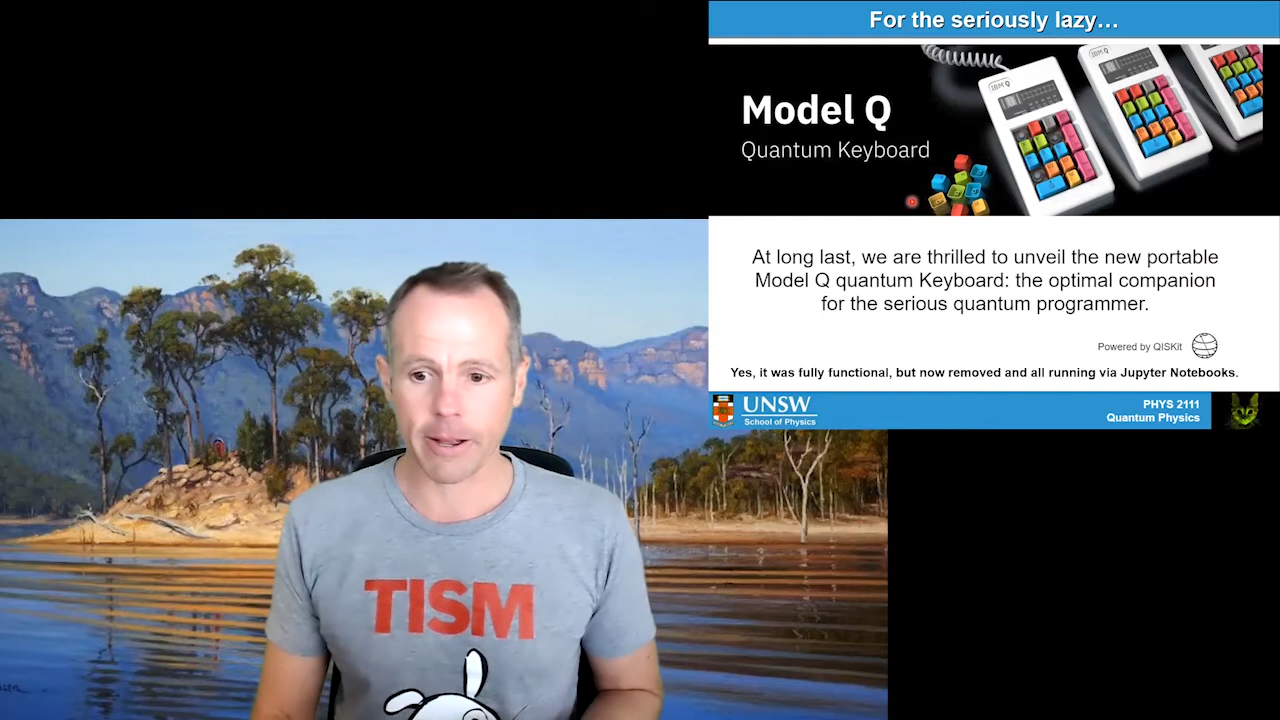 For the seriously lazy…
Model Q
Quantum Keyboard
IBM Q
IBM Q
At long last, we are thrilled to unveil the new portable
Model Q quantum Keyboard: the optimal companion
for the serious quantum programmer.
Powered by QISKit
Yes, it was fully functional, but now removed and all running via Jupyter Notebooks.
UNSW
School of Physics
PHYS 2111
Quantum Physics
TISM